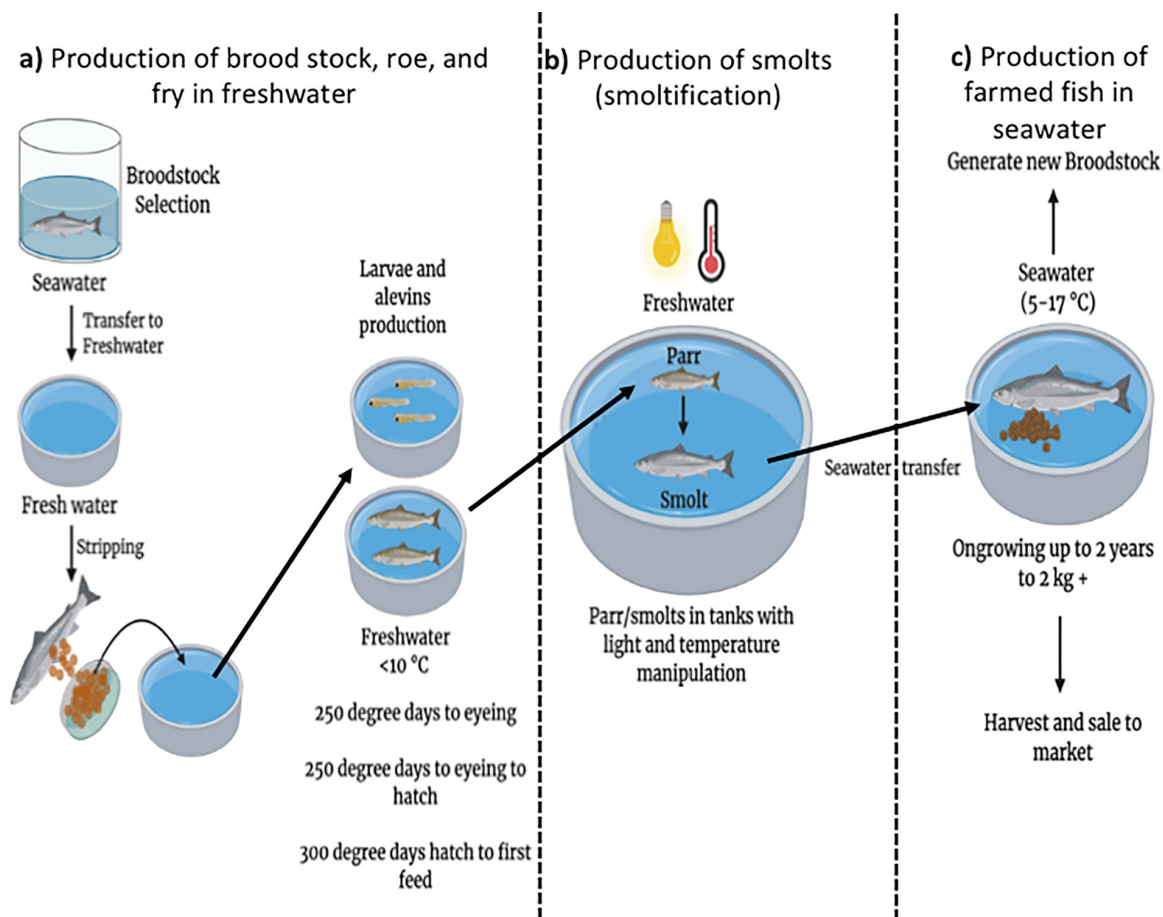 a) Production of brood stock, roe, and
fry in freshwater
Broodstock
Selection
Seawater
Transfer to
Freshwater
Fresh water
Stripping
Larvae and
alevins
production
Freshwater
<10 °C
250 degree days to eyeing
250 degree days to eyeing to
hatch
300 degree days hatch to first
feed
b) Production of smolts
(smoltification)
Freshwater
Parr
Smolt
Parr/smolts in tanks with
light and temperature
manipulation
Seawater transfer
c) Production of
farmed fish in
seawater
Generate new Broodstock
Seawater
(5-17 °C)
Ongrowing up to 2 years
to 2 kg +
Harvest and sale to
market